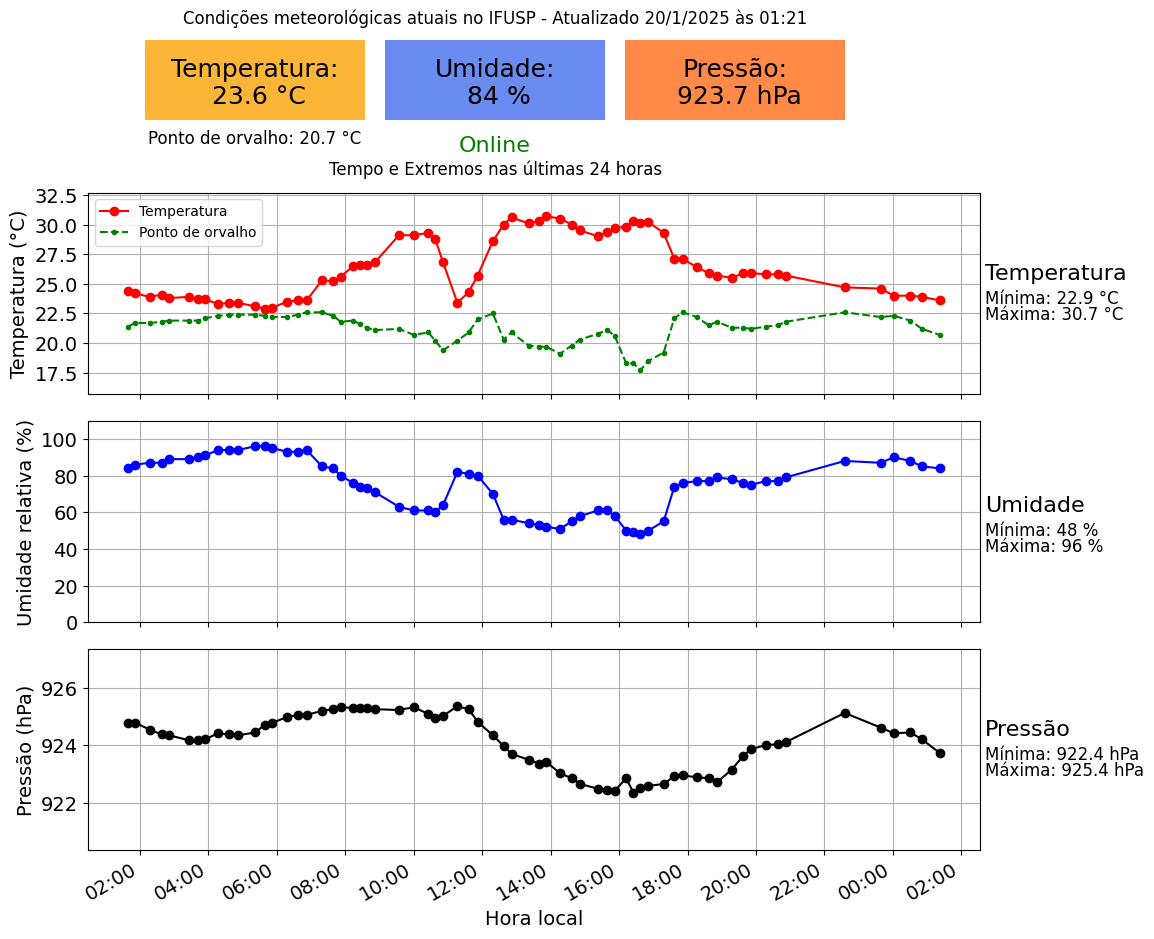 Condições meteorológicas atuais no IFUSP - Atualizado 20/1/2025 às 01:21
Temperatura:
23.6 °C
Umidade:
84 %
Pressão:
923.7 hPa
Ponto de orvalho: 20.7 °C
Online
Tempo e Extremos nas últimas 24 horas
Temperatura (°C)
32.5
30.0
27.5
25.0
22.5
20.0
17.5
Temperatura
Ponto de orvalho
Temperatura
Mínima: 22.9 °C
Máxima: 30.7 °C
Umidade relativa (%)
100
80
60
40
20
0
Umidade
Mínima: 48 %
Máxima: 96 %
Pressão (hPa)
926
924
922
Pressão
Mínima: 922.4 hPa
Máxima: 925.4 hPa
02:00 04:00 06:00 08:00 10:00 12:00 14:00 16:00 18:00 20:00 22:00 00:00 02:00
Hora local